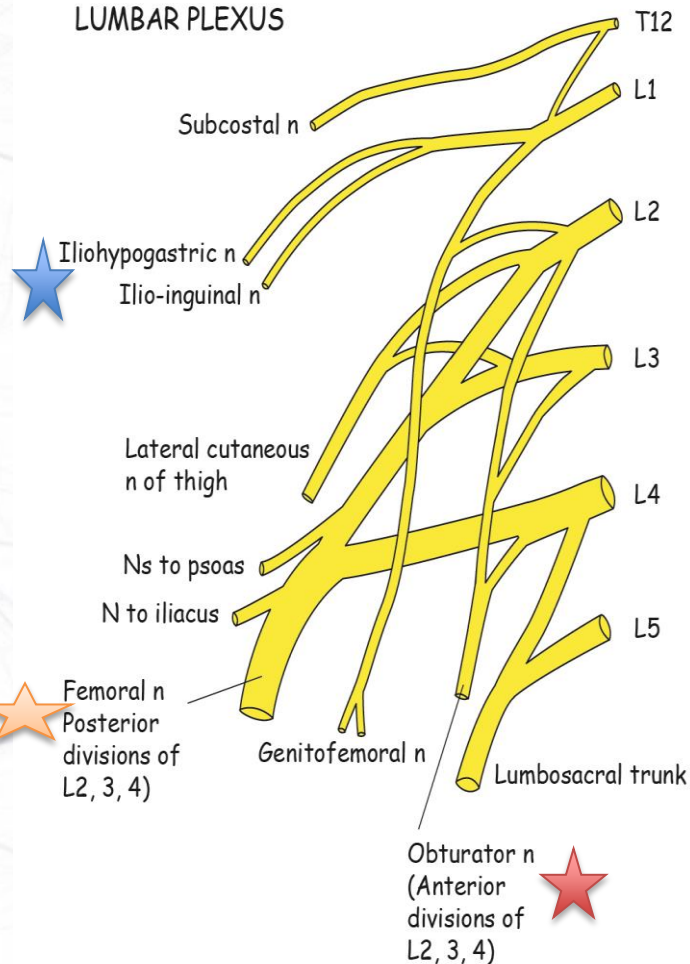 LUMBAR PLEXUS
T12
L1
Subcostal n
L2
Iliohypogastric n
Ilio-inguinal n
L3
Lateral cutaneous
n of thigh
L4
Ns to psoas
N to iliacus
L5
Femoral n
Posterior
divisions of
L2, 3, 4)
Genitofemoral n
Lumbosacral trunk
Obturator n
(Anterior
divisions of
L2, 3, 4)